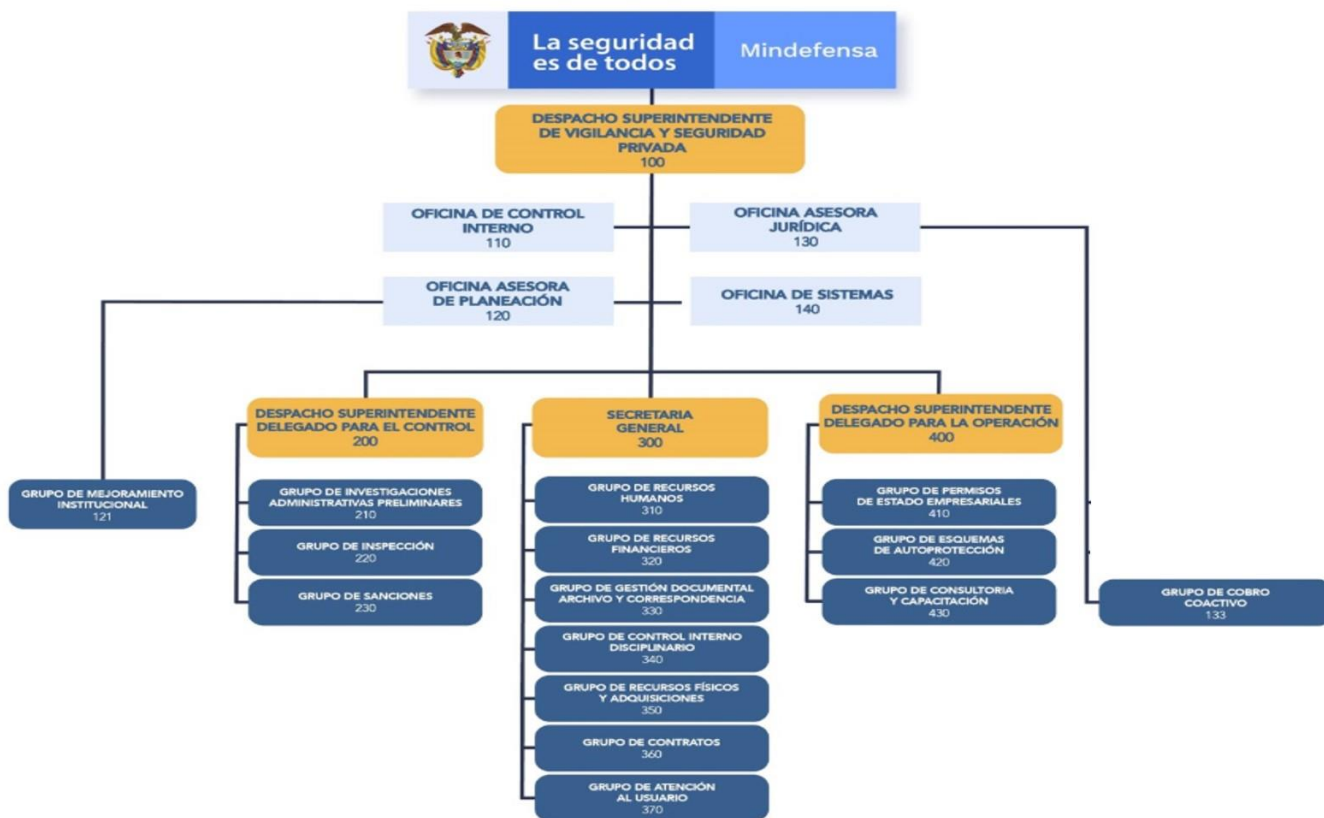 La seguridad
es de todos
Mindefensa
DESPACHO SUPERINTENDENTE
DE VIGILANCIA Y SEGURIDAD
PRIVADA
100
OFICINA DE CONTROL
INTERNO
110
OFICINA ASESORA
JURÍDICA
130
OFICINA ASESORA
DE PLANEACIÓN
120
OFICINA DE SISTEMAS
140
DESPACHO SUPERINTENDENTE
DELEGADO PARA EL CONTROL
200
SECRETARIA
GENERAL
300
DESPACHO SUPERINTENDENTE
DELEGADO PARA LA OPERACIÓN
400
GRUPO DE MEJORAMIENTO
INSTITUCIONAL
121
GRUPO DE INVESTIGACIONES
ADMINISTRATIVAS PRELIMINARES
210
GRUPO DE INSPECCIÓN
220
GRUPO DE SANCIONES
230
GRUPO DE RECURSOS
HUMANOS
310
GRUPO DE RECURSOS
FINANCIEROS
320
GRUPO DE GESTIÓN DOCUMENTAL
ARCHIVO Y CORRESPONDENCIA
330
GRUPO DE CONTROL INTERNO
DISCIPLINARIO
340
GRUPO DE RECURSOS FÍSICOS
Y ADQUISICIONES
350
GRUPO DE CONTRATOS
360
GRUPO DE ATENCIÓN
AL USUARIO
370
GRUPO DE PERMISOS
DE ESTADO EMPRESARIALES
410
GRUPO DE ESQUEMAS
DE AUTOPROTECCIÓN
420
GRUPO DE CONSULTORIA
Y CAPACITACIÓN
430
GRUPO DE COBRO
COACTIVO
133